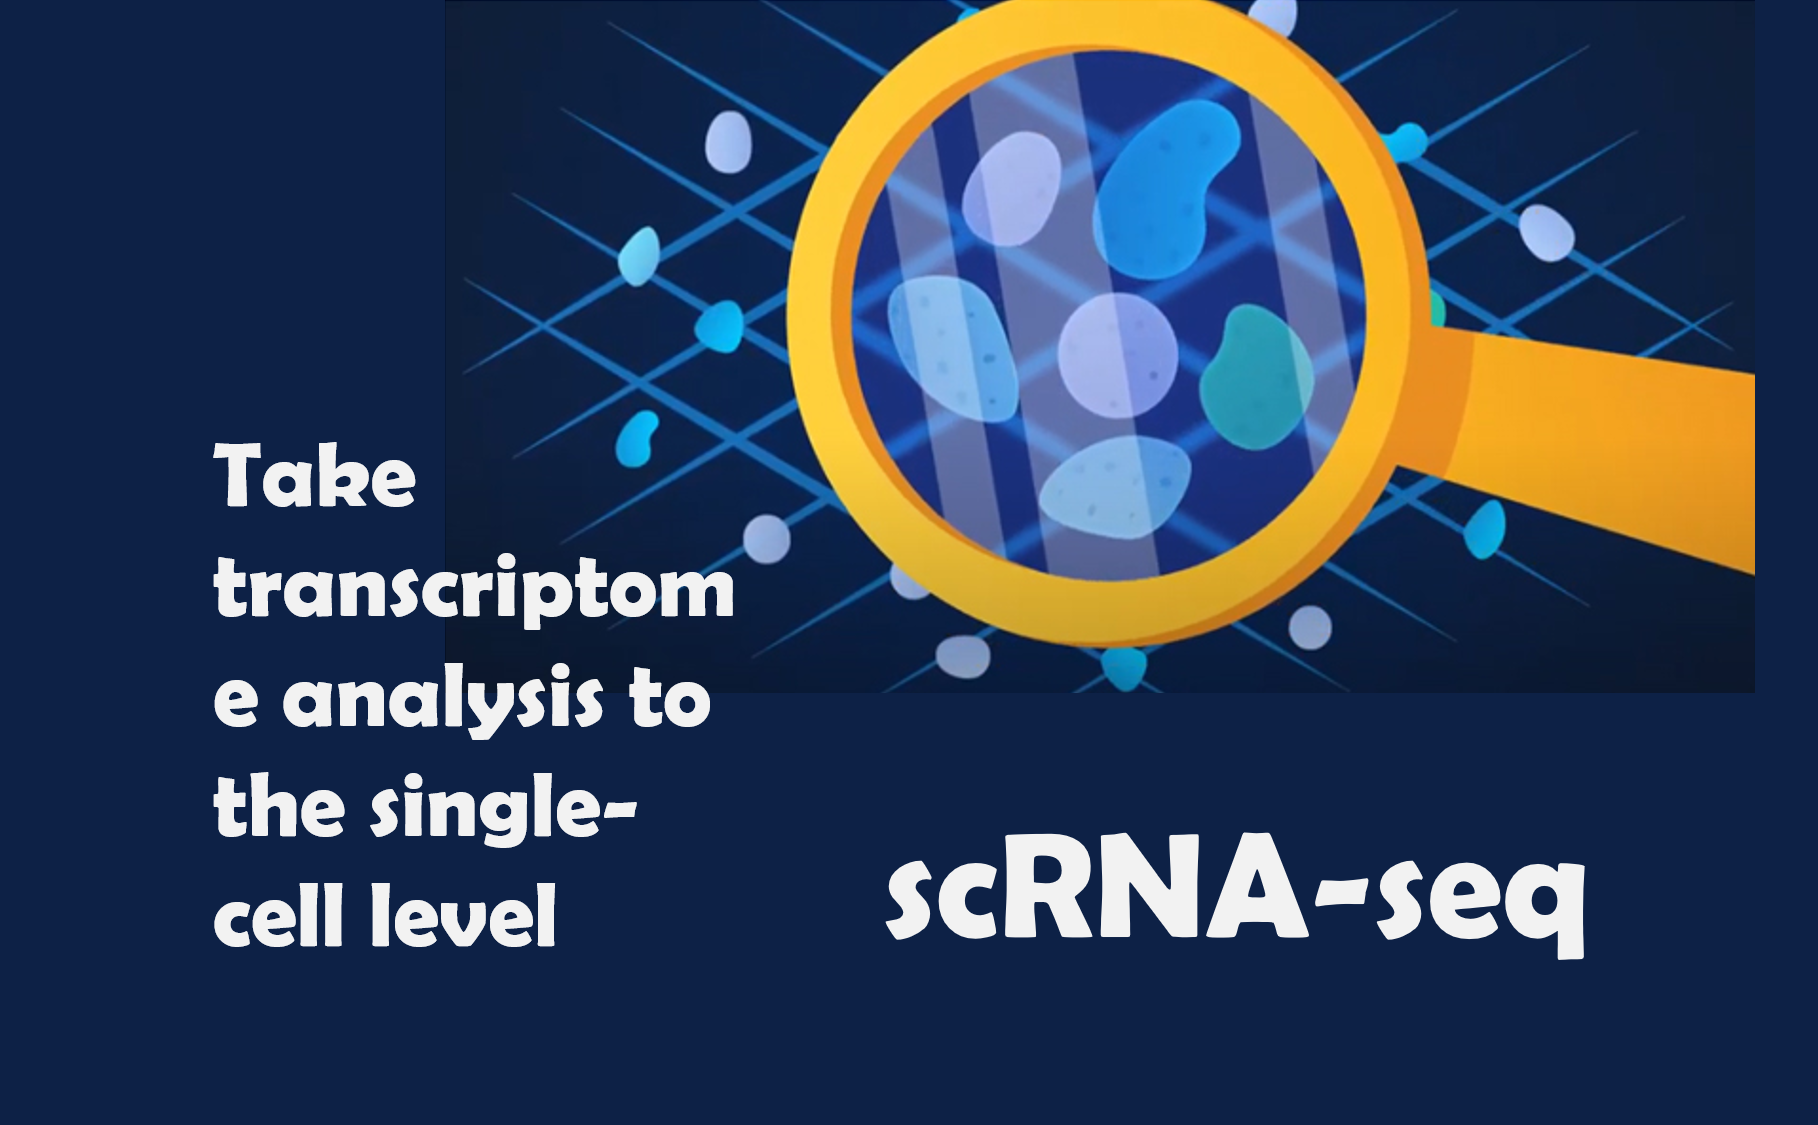 Take
transcriptom
e analysis to
the single-
cell level
scRNA-seq